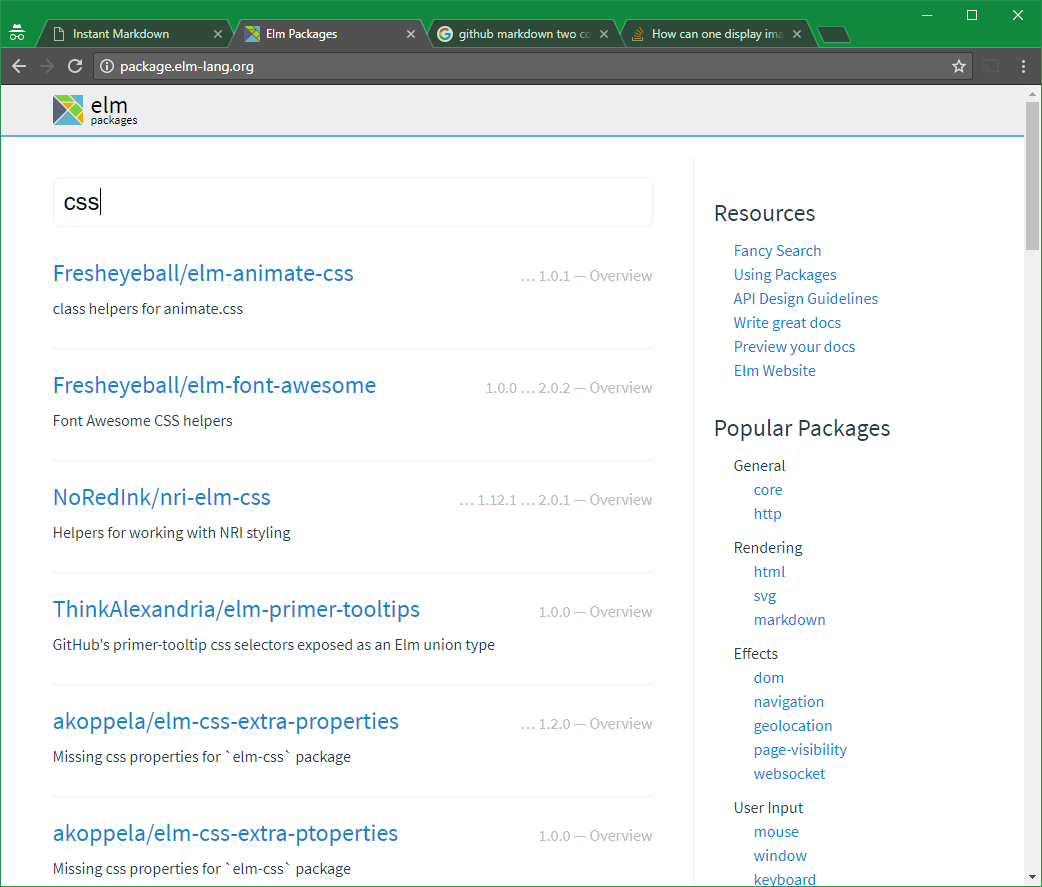 Instant Markdown
Elm Packages
github markdown two co
How can one display ima
package.elm-lang.org
elm
packages
css
Fresheyeball/elm-animate-css
… 1.0.1 — Overview
class helpers for animate.css
Fresheyeball/elm-font-awesome
1.0.0 … 2.0.2 — Overview
Font Awesome CSS helpers
NoRedInk/nri-elm-css
… 1.12.1 … 2.0.1 — Overview
Helpers for working with NRI styling
ThinkAlexandria/elm-primer-tooltips
1.0.0 — Overview
GitHub's primer-tooltip css selectors exposed as an Elm union type
akoppela/elm-css-extra-properties
… 1.2.0 — Overview
Missing css properties for `elm-css` package
akoppela/elm-css-extra-ptoperties
1.0.0 — Overview
Missing css properties for `elm-css` package
Resources
Fancy Search
Using Packages
API Design Guidelines
Write great docs
Preview your docs
Elm Website
Popular Packages
General
core
http
Rendering
html
svg
markdown
Effects
dom
navigation
geolocation
page-visibility
websocket
User Input
mouse
window
keyboard